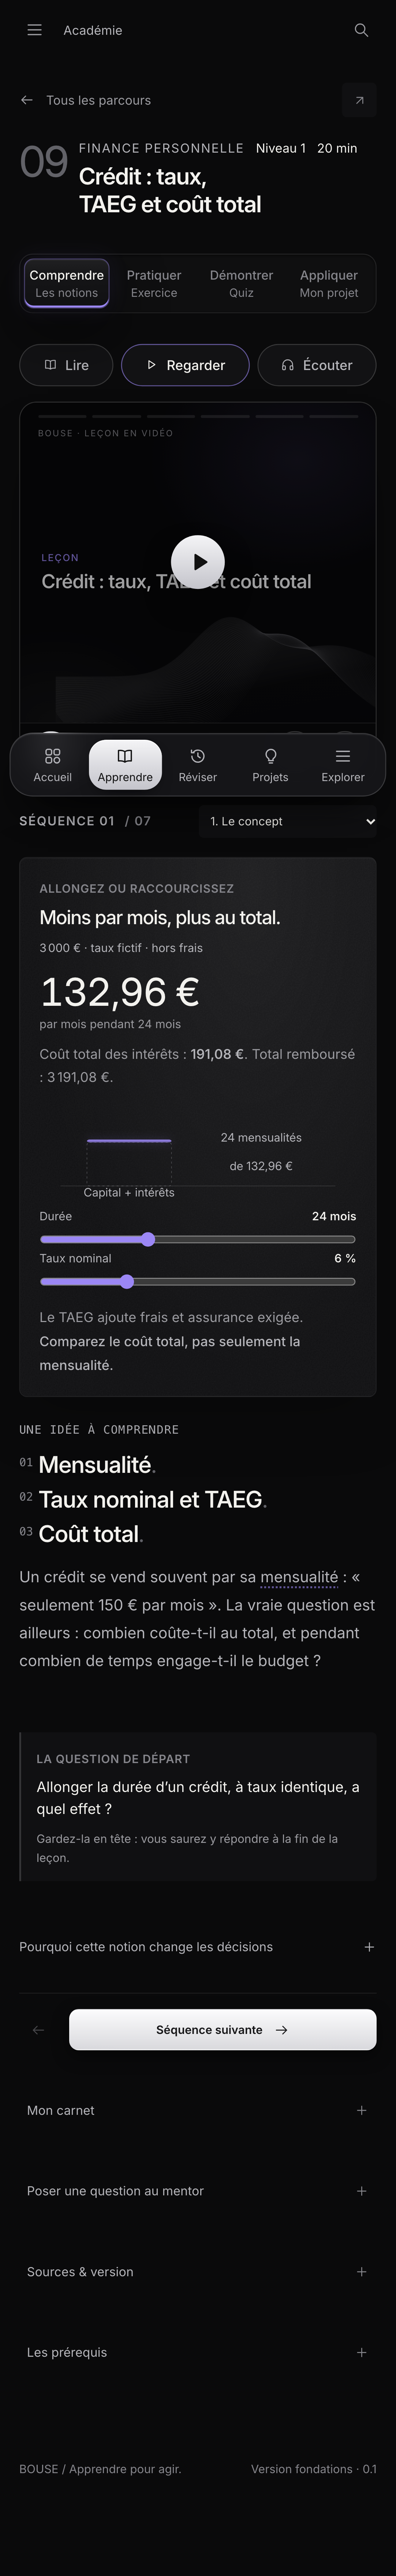 Académie
Tous les parcours
09
FINANCE PERSONNELLE Niveau 1 20 min
Crédit : taux,
TAEG et coût total
Comprendre
Les notions
Pratiquer
Exercice
Démontrer
Quiz
Appliquer
Mon projet
Lire
Regarder
Écouter
BOUSE · LEÇON EN VIDÉO
LEÇON
Crédit : taux, TAEG et coût total
Accueil
Apprendre
Réviser
Projets
Explorer
SÉQUENCE 01 / 07
1. Le concept
ALLONGEZ OU RACCOURCISSEZ
Moins par mois, plus au total.
3 000 € · taux fictif · hors frais
132,96 €
par mois pendant 24 mois
Coût total des intérêts : 191,08 €. Total remboursé
: 3 191,08 €.
24 mensualités
de 132,96 €
Capital + intérêts
Durée 24 mois
Taux nominal 6 %
Le TAEG ajoute frais et assurance exigée.
Comparez le coût total, pas seulement la
mensualité.
UNE IDÉE À COMPRENDRE
01 Mensualité.
02 Taux nominal et TAEG.
03 Coût total.
Un crédit se vend souvent par sa mensualité : «
seulement 150 € par mois ». La vraie question est
ailleurs : combien coûte-t-il au total, et pendant
combien de temps engage-t-il le budget ?
LA QUESTION DE DÉPART
Allonger la durée d’un crédit, à taux identique, a
quel effet ?
Gardez-la en tête : vous saurez y répondre à la fin de la
leçon.
Pourquoi cette notion change les décisions
Séquence suivante
Mon carnet
Poser une question au mentor
Sources & version
Les prérequis
BOUSE / Apprendre pour agir.
Version fondations · 0.1